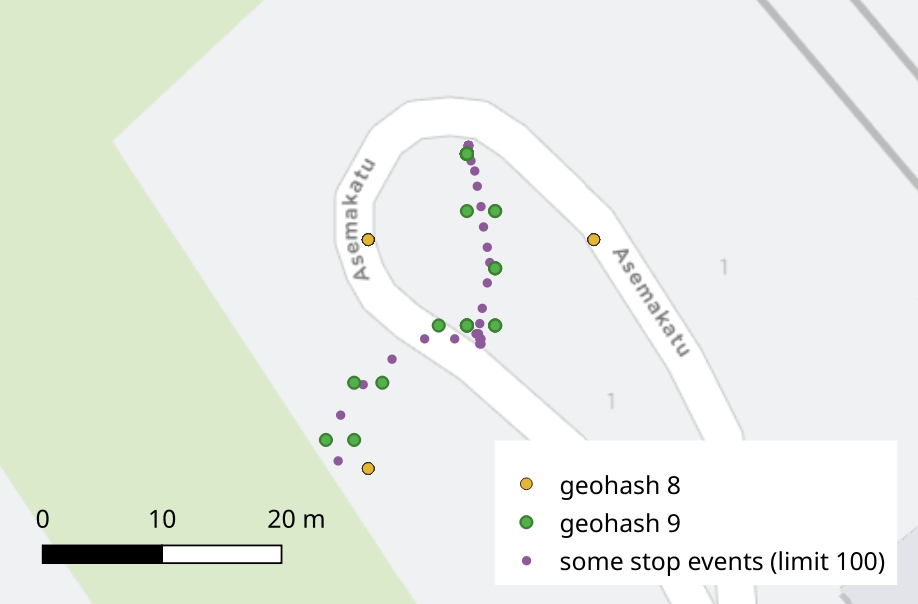 Asemakatu
Asemakatu
1
1
0 10 20 m
geohash 8
geohash 9
some stop events (limit 100)